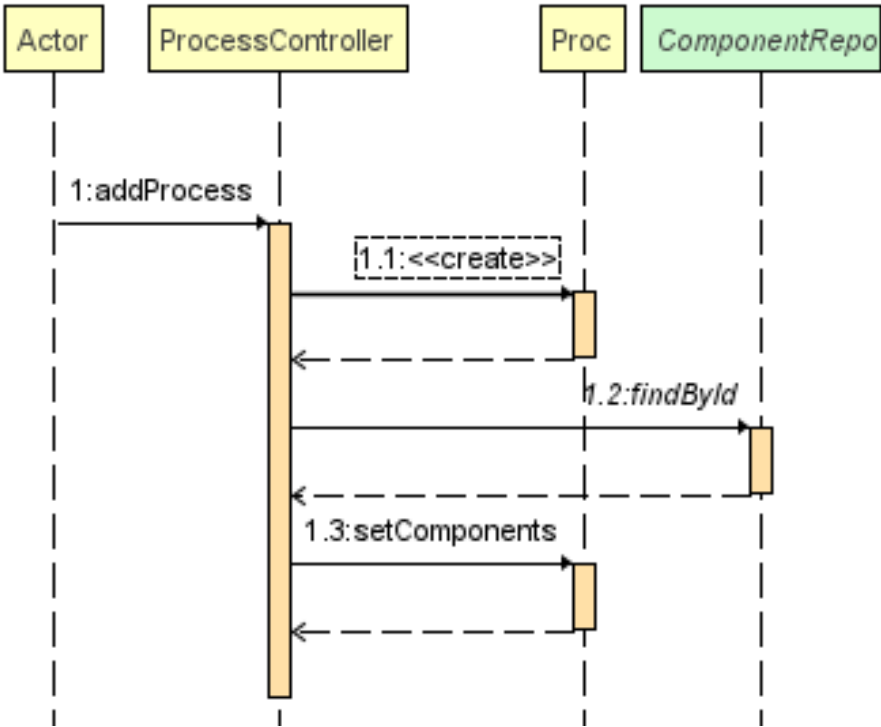 Actor
ProcessController
Proc
ComponentRepo
1:addProcess
1.1:<<create>>
1.2:findById
1.3:setComponents